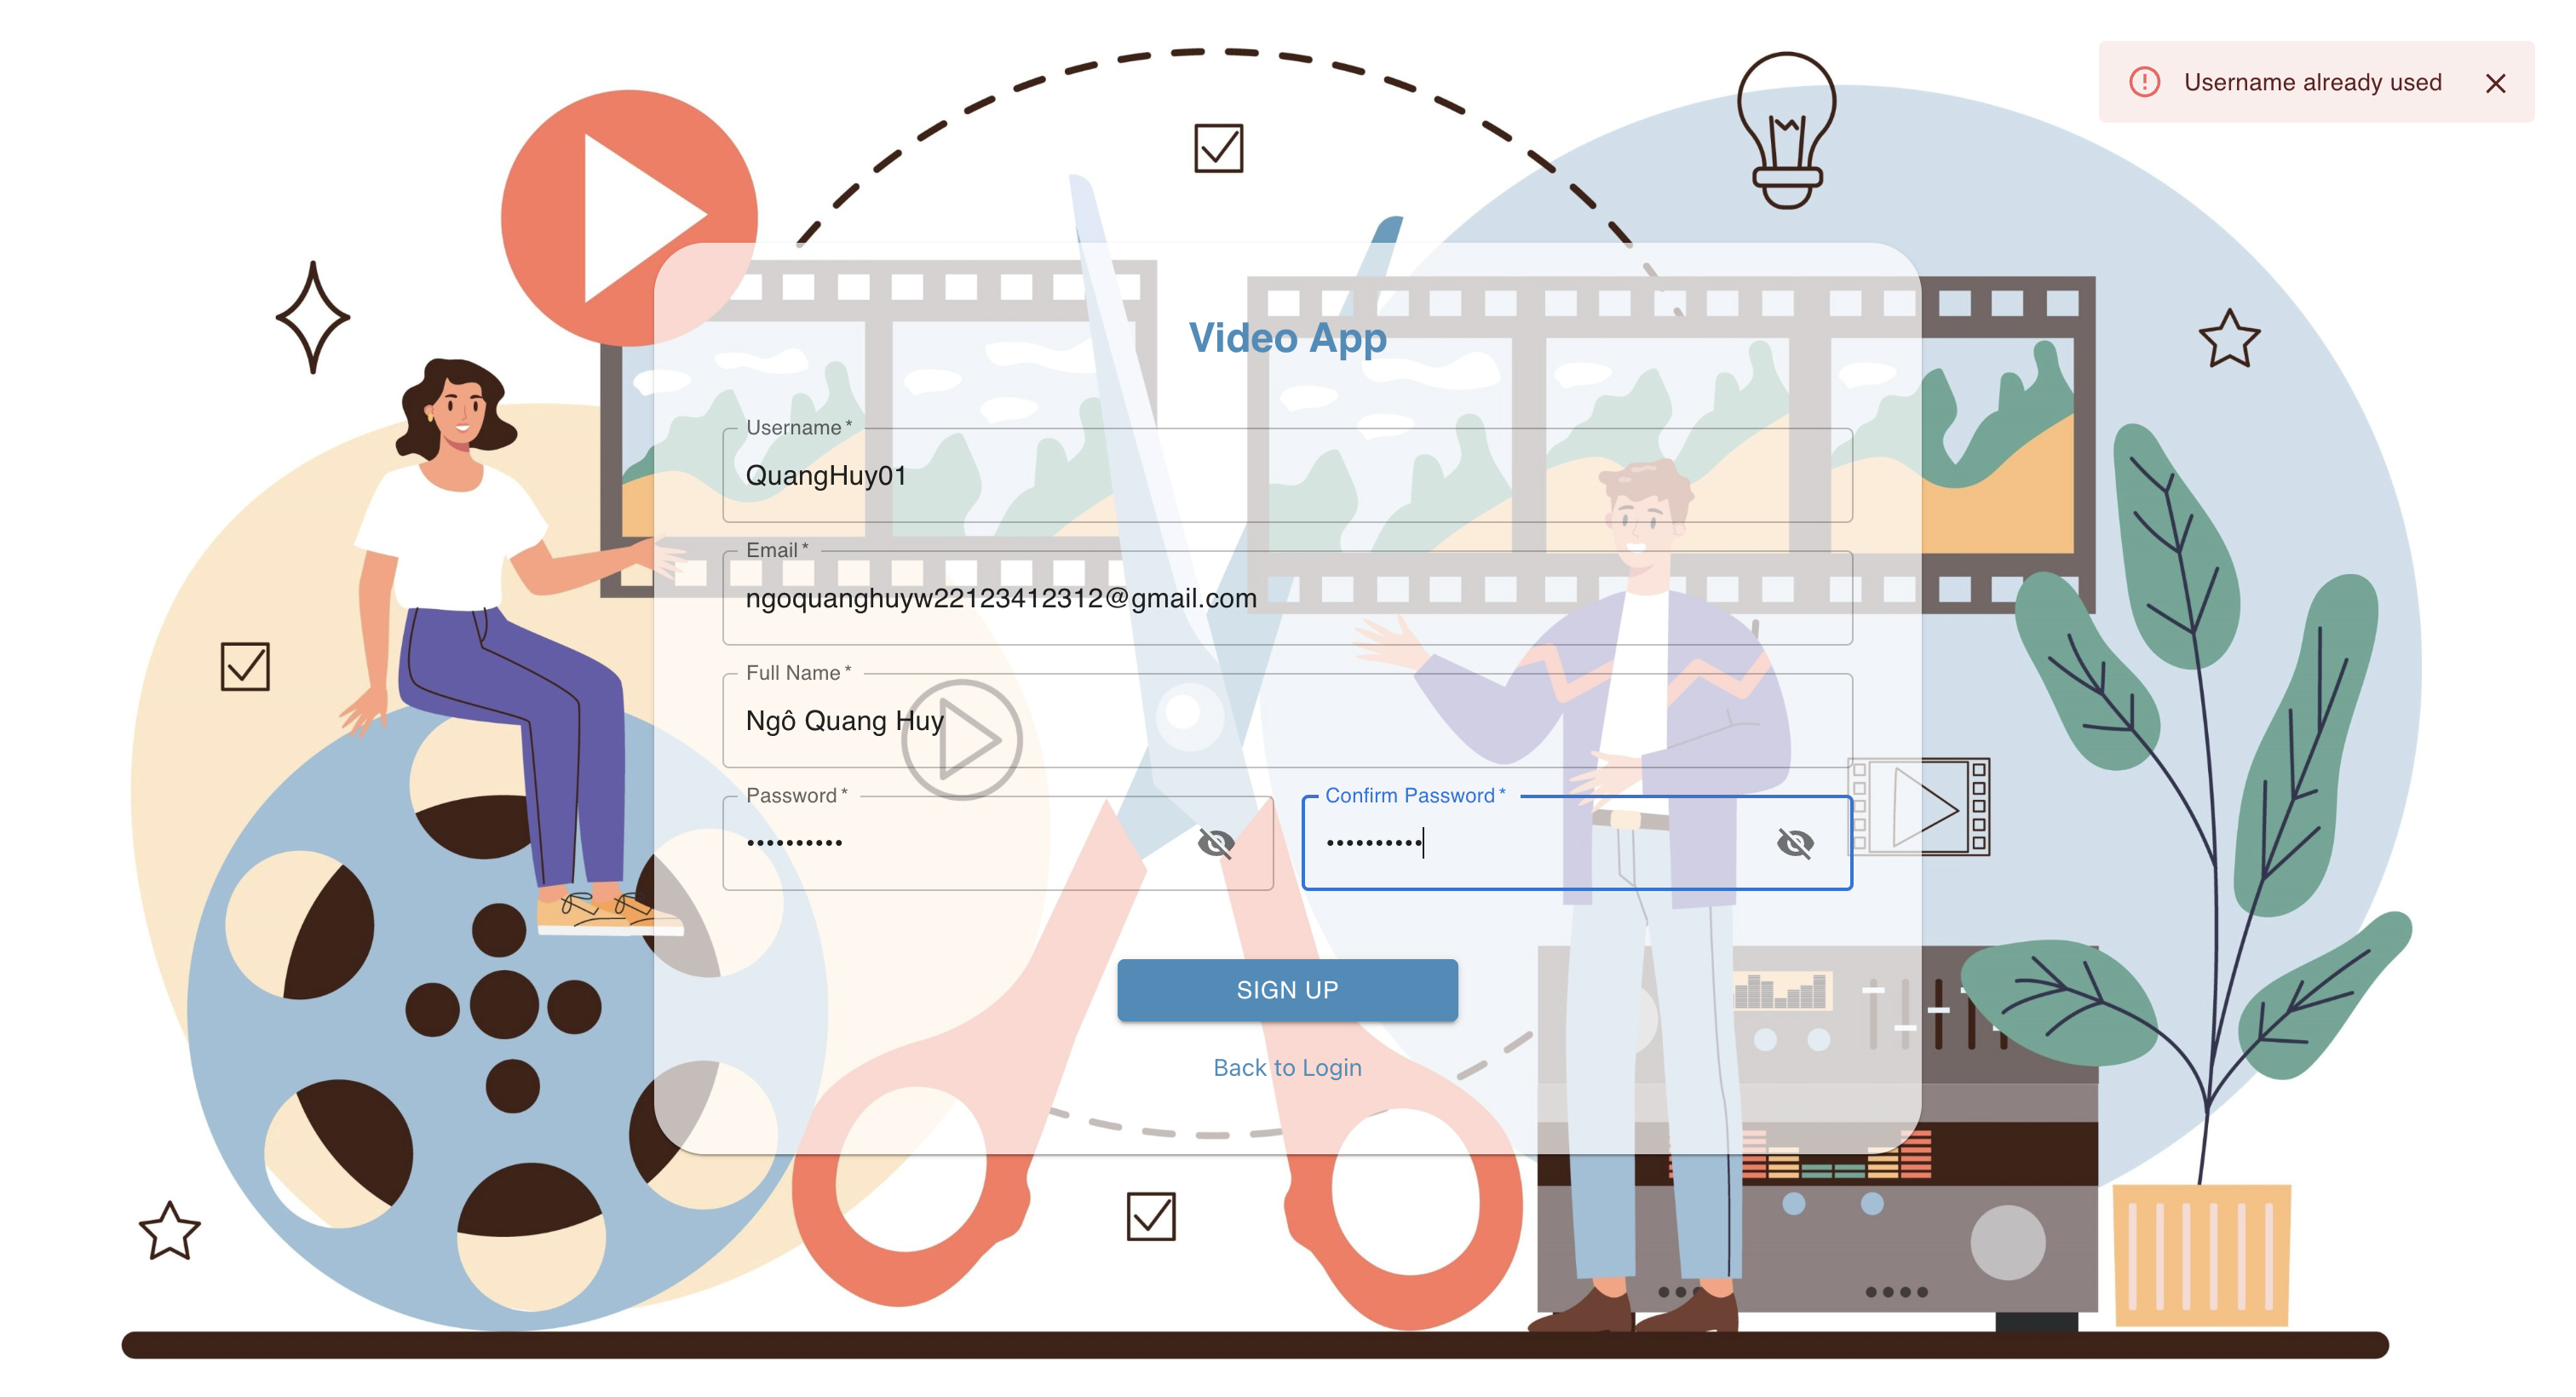 Username already used
Video App
Username *
QuangHuy01
Email *
ngoquanghuyw22123412312@gmail.com
Full Name *
Ngô Quang Huy
Password *
••••••••••
Confirm Password *
••••••••••
SIGN UP
Back to Login